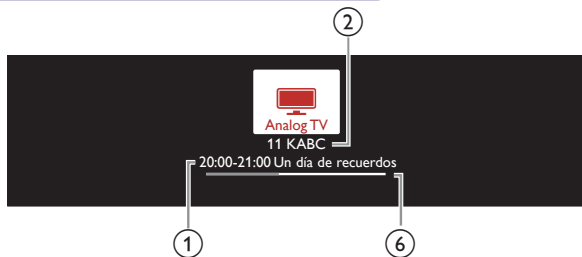 2
Analog TV
11 KABC
20:00-21:00 Un día de recuerdos
1 6